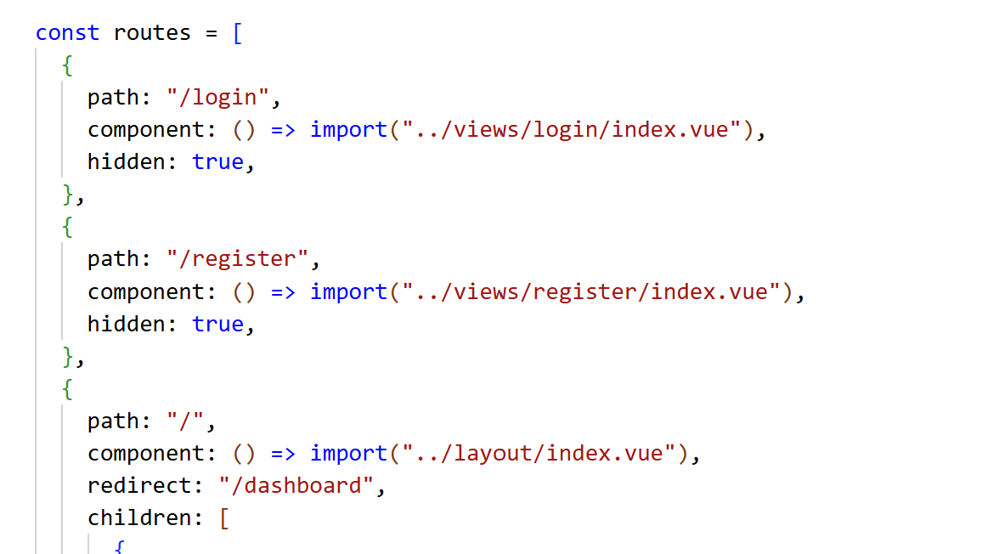 const routes = [
  {
    path: "/login",
    component: () => import("../views/login/index.vue"),
    hidden: true,
  },
  {
    path: "/register",
    component: () => import("../views/register/index.vue"),
    hidden: true,
  },
  {
    path: "/",
    component: () => import("../layout/index.vue"),
    redirect: "/dashboard",
    children: [
      {